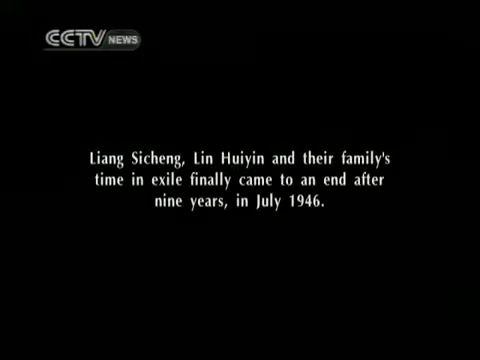 CCTV NEWS
Liang Sicheng, Lin Huiyin and their family's
time in exile finally came to an end after
nine years, in July 1946.